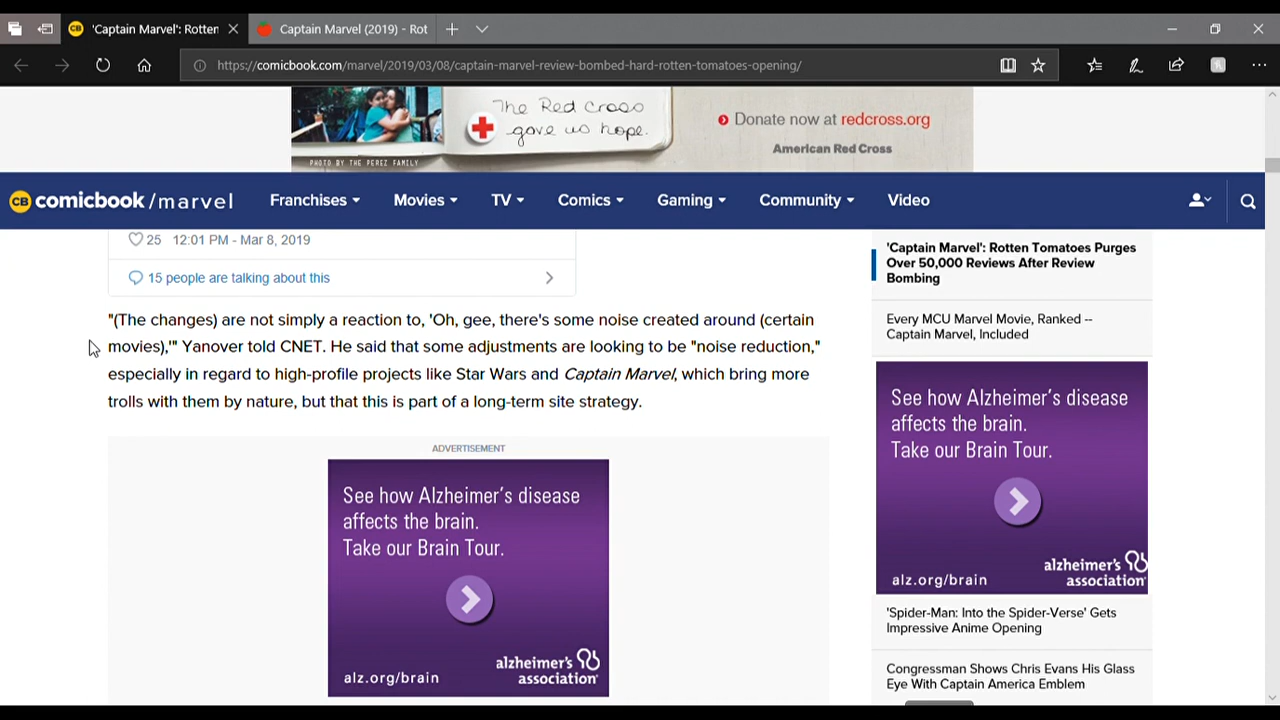 'Captain Marvel': Rotten
Captain Marvel (2019) - Rot
https://comicbook.com/marvel/2019/03/08/captain-marvel-review-bombed-hard-rotten-tomatoes-opening/
The Red Cross
gave us hope.
PHOTO BY THE PEREZ FAMILY
Donate now at redcross.org
American Red Cross
CB comicbook /marvel
Franchises
Movies
TV
Comics
Gaming
Community
Video
25 12:01 PM - Mar 8, 2019
15 people are talking about this
"(The changes) are not simply a reaction to, 'Oh, gee, there's some noise created around (certain
movies),'" Yanover told CNET. He said that some adjustments are looking to be "noise reduction,"
especially in regard to high-profile projects like Star Wars and Captain Marvel, which bring more
trolls with them by nature, but that this is part of a long-term site strategy.
ADVERTISEMENT
See how Alzheimer's disease
affects the brain.
Take our Brain Tour.
alzheimer's
association
alz.org/brain
'Captain Marvel': Rotten Tomatoes Purges
Over 50,000 Reviews After Review
Bombing
Every MCU Marvel Movie, Ranked --
Captain Marvel, Included
See how Alzheimer's disease
affects the brain.
Take our Brain Tour.
alzheimer's
association
alz.org/brain
'Spider-Man: Into the Spider-Verse' Gets
Impressive Anime Opening
Congressman Shows Chris Evans His Glass
Eye With Captain America Emblem